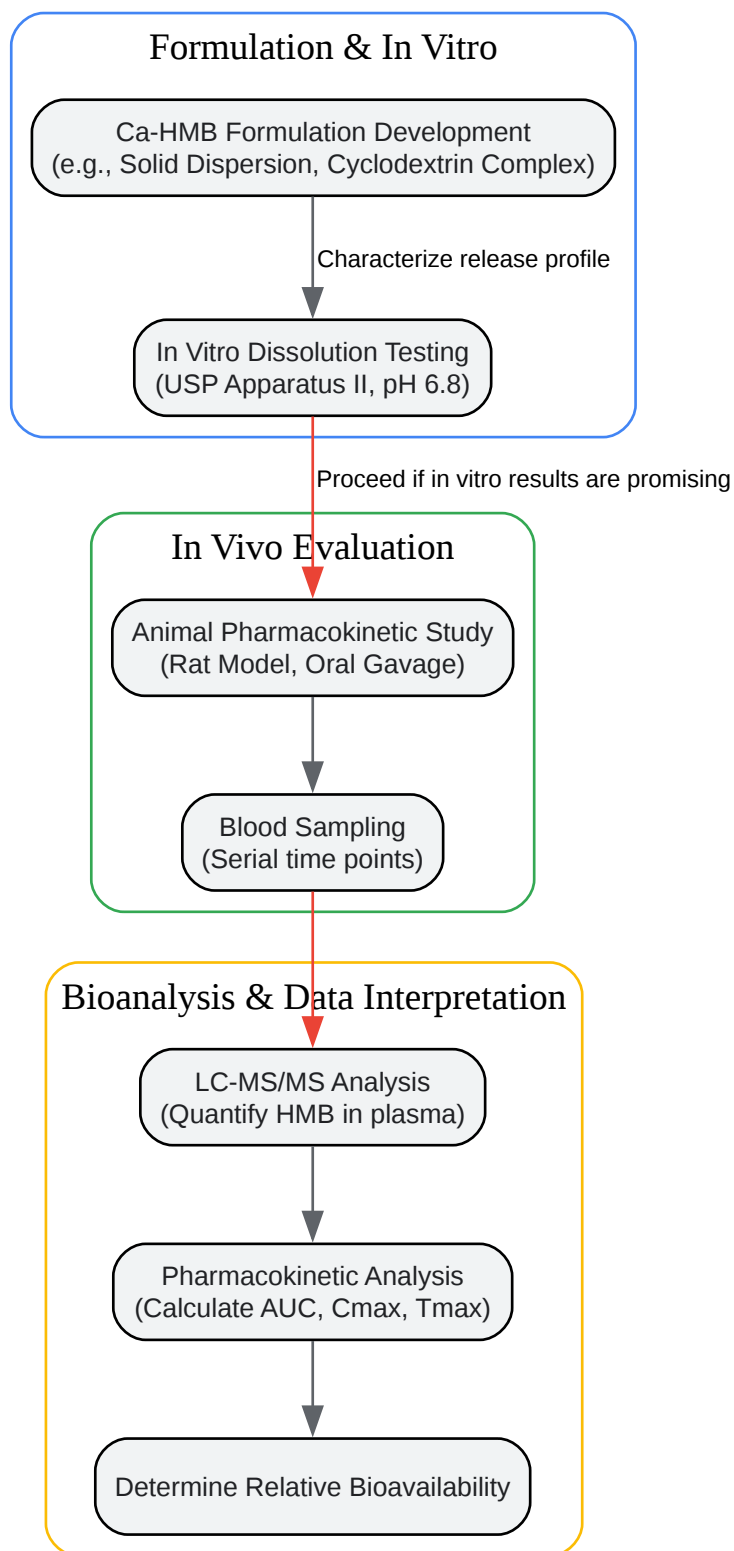 Formulation & In Vitro
Ca-HMB Formulation Development
(e.g., Solid Dispersion, Cyclodextrin Complex)
Characterize release profile
In Vitro Dissolution Testing
(USP Apparatus II, pH 6.8)
Proceed if in vitro results are promising
In Vivo Evaluation
Animal Pharmacokinetic Study
(Rat Model, Oral Gavage)
Blood Sampling
(Serial time points)
Bioanalysis & Data Interpretation
LC-MS/MS Analysis
(Quantify HMB in plasma)
Pharmacokinetic Analysis
(Calculate AUC, Cmax, Tmax)
Determine Relative Bioavailability